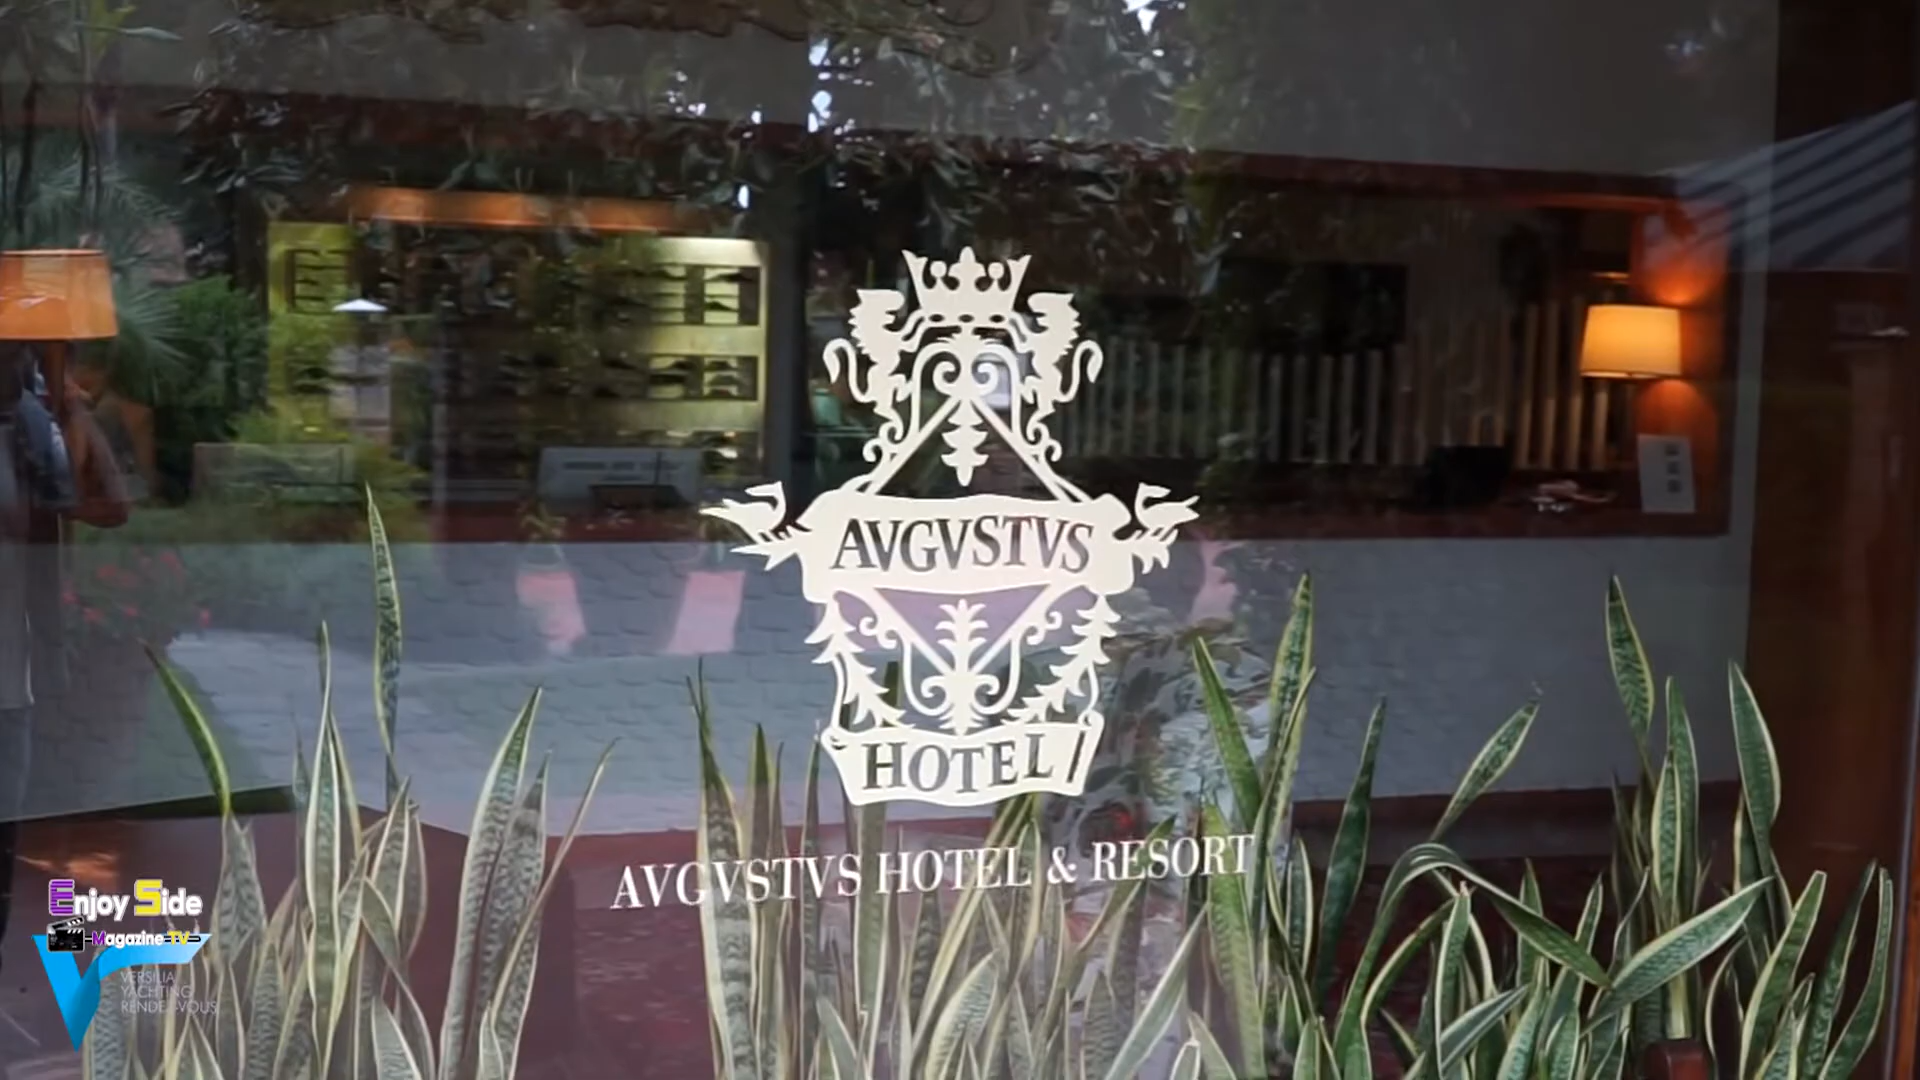 AVGVSTVS
HOTEL
AVGVSTVS HOTEL & RESORT
Enjoy Side
Magazine TV
VERSILIA
YACHTING
RENDEZ-VOUS